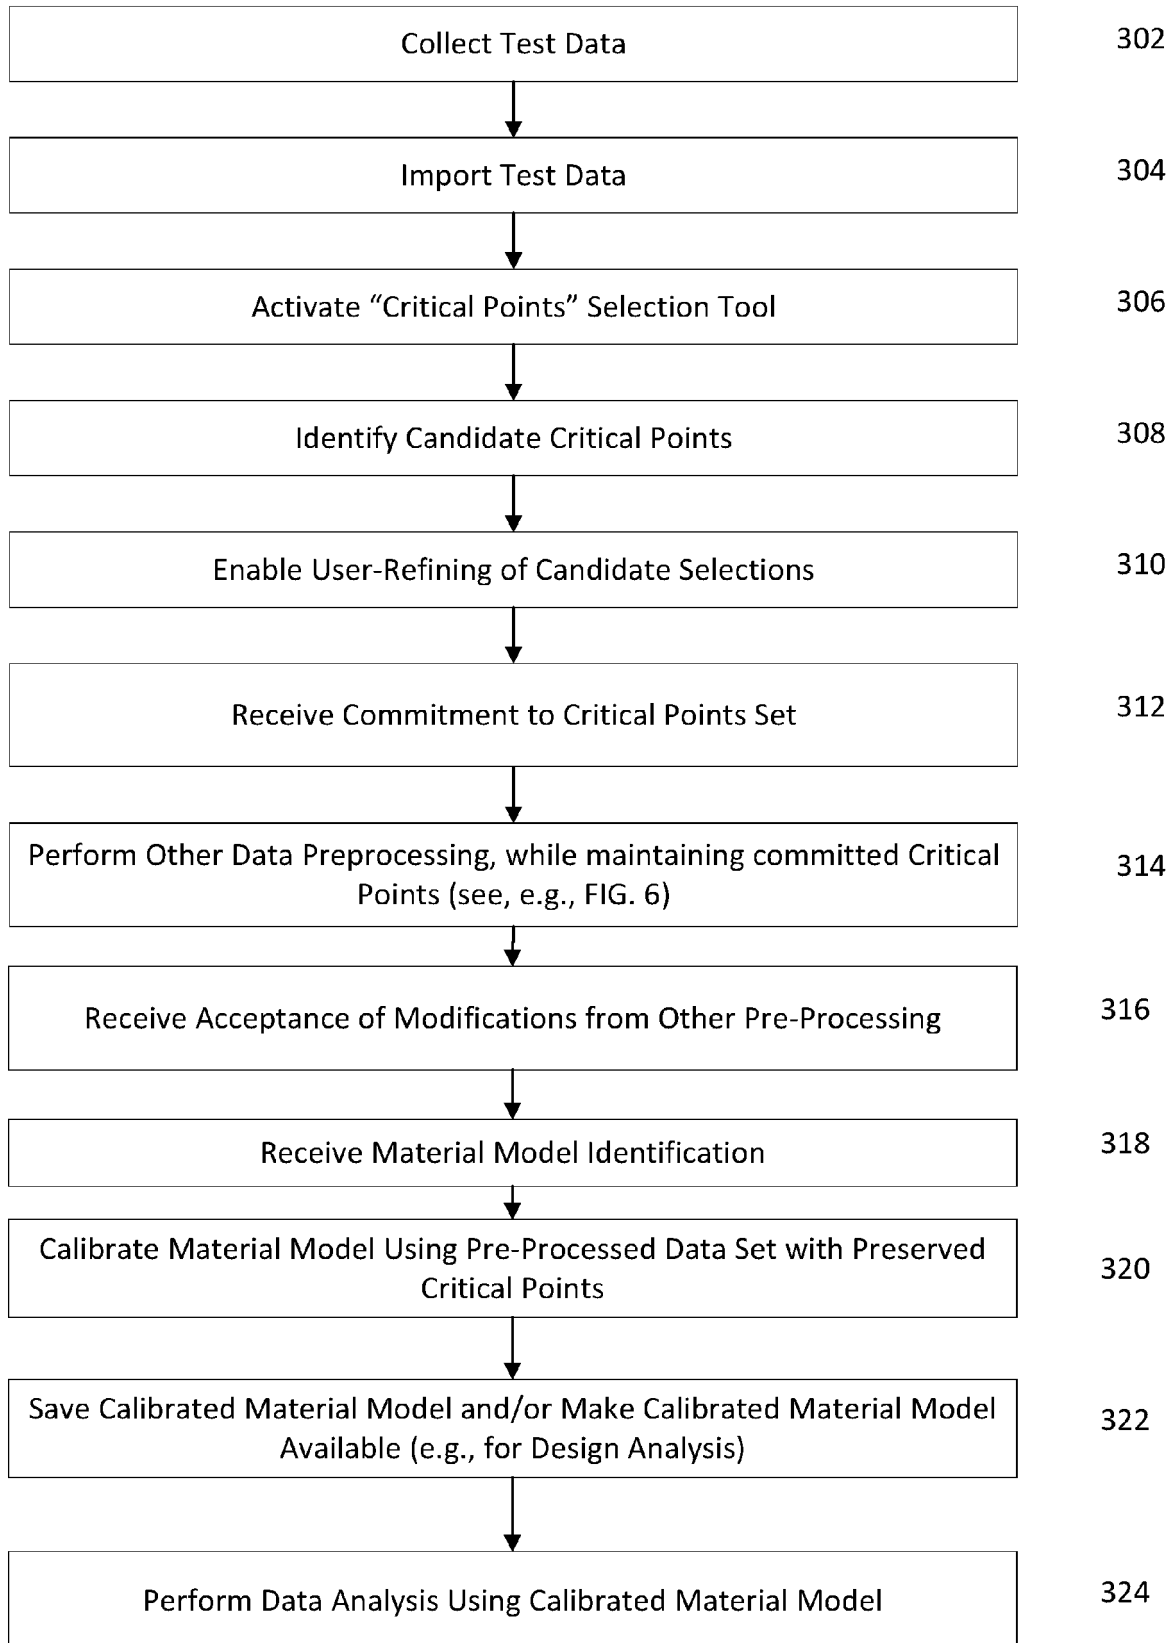 Collect Test Data
302
Import Test Data
304
Activate “Critical Points” Selection Tool
306
Identify Candidate Critical Points
308
Enable User-Refining of Candidate Selections
310
Receive Commitment to Critical Points Set
312
Perform Other Data Preprocessing, while maintaining committed Critical
Points (see, e.g., FIG. 6)
314
Receive Acceptance of Modifications from Other Pre-Processing
316
Receive Material Model Identification
318
Calibrate Material Model Using Pre-Processed Data Set with Preserved
Critical Points
320
Save Calibrated Material Model and/or Make Calibrated Material Model
Available (e.g., for Design Analysis)
322
Perform Data Analysis Using Calibrated Material Model
324